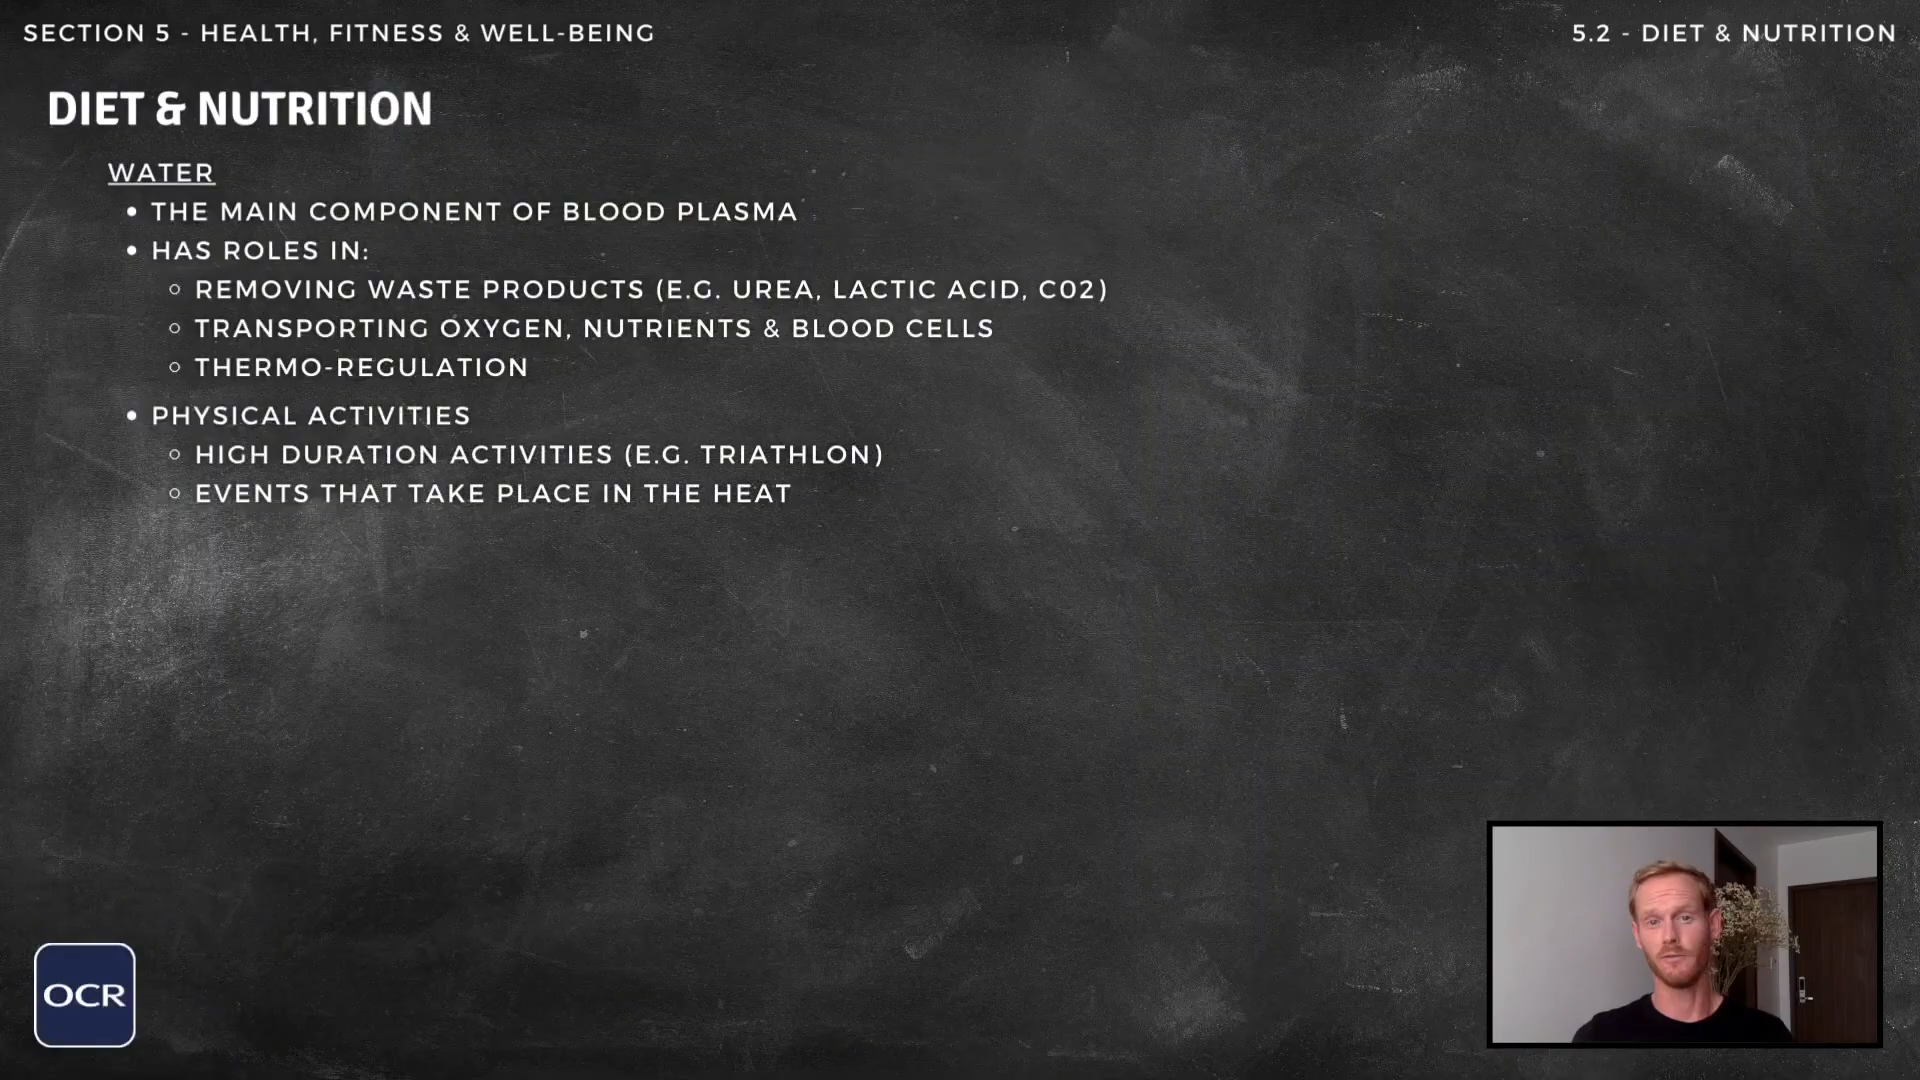 SECTION 5 - HEALTH, FITNESS & WELL-BEING
5.2 - DIET & NUTRITION
DIET & NUTRITION
WATER
• THE MAIN COMPONENT OF BLOOD PLASMA
• HAS ROLES IN:
○ REMOVING WASTE PRODUCTS (E.G. UREA, LACTIC ACID, C02)
○ TRANSPORTING OXYGEN, NUTRIENTS & BLOOD CELLS
○ THERMO-REGULATION
• PHYSICAL ACTIVITIES
○ HIGH DURATION ACTIVITIES (E.G. TRIATHLON)
○ EVENTS THAT TAKE PLACE IN THE HEAT
OCR